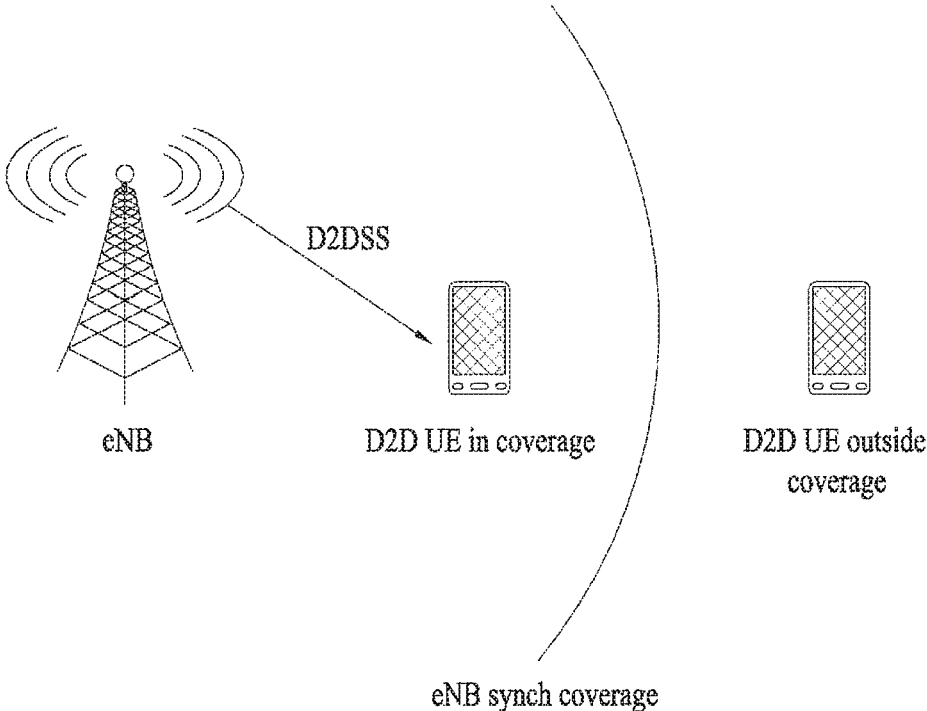 D2DSS
eNB
D2D UE in coverage
D2D UE outside
coverage
eNB synch coverage